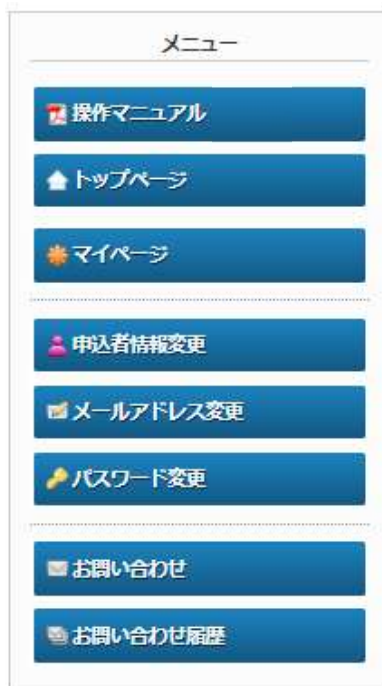 メニュー
操作マニュアル
トップページ
マイページ
申込者情報変更
メールアドレス変更
パスワード変更
お問い合わせ
お問い合わせ履歴